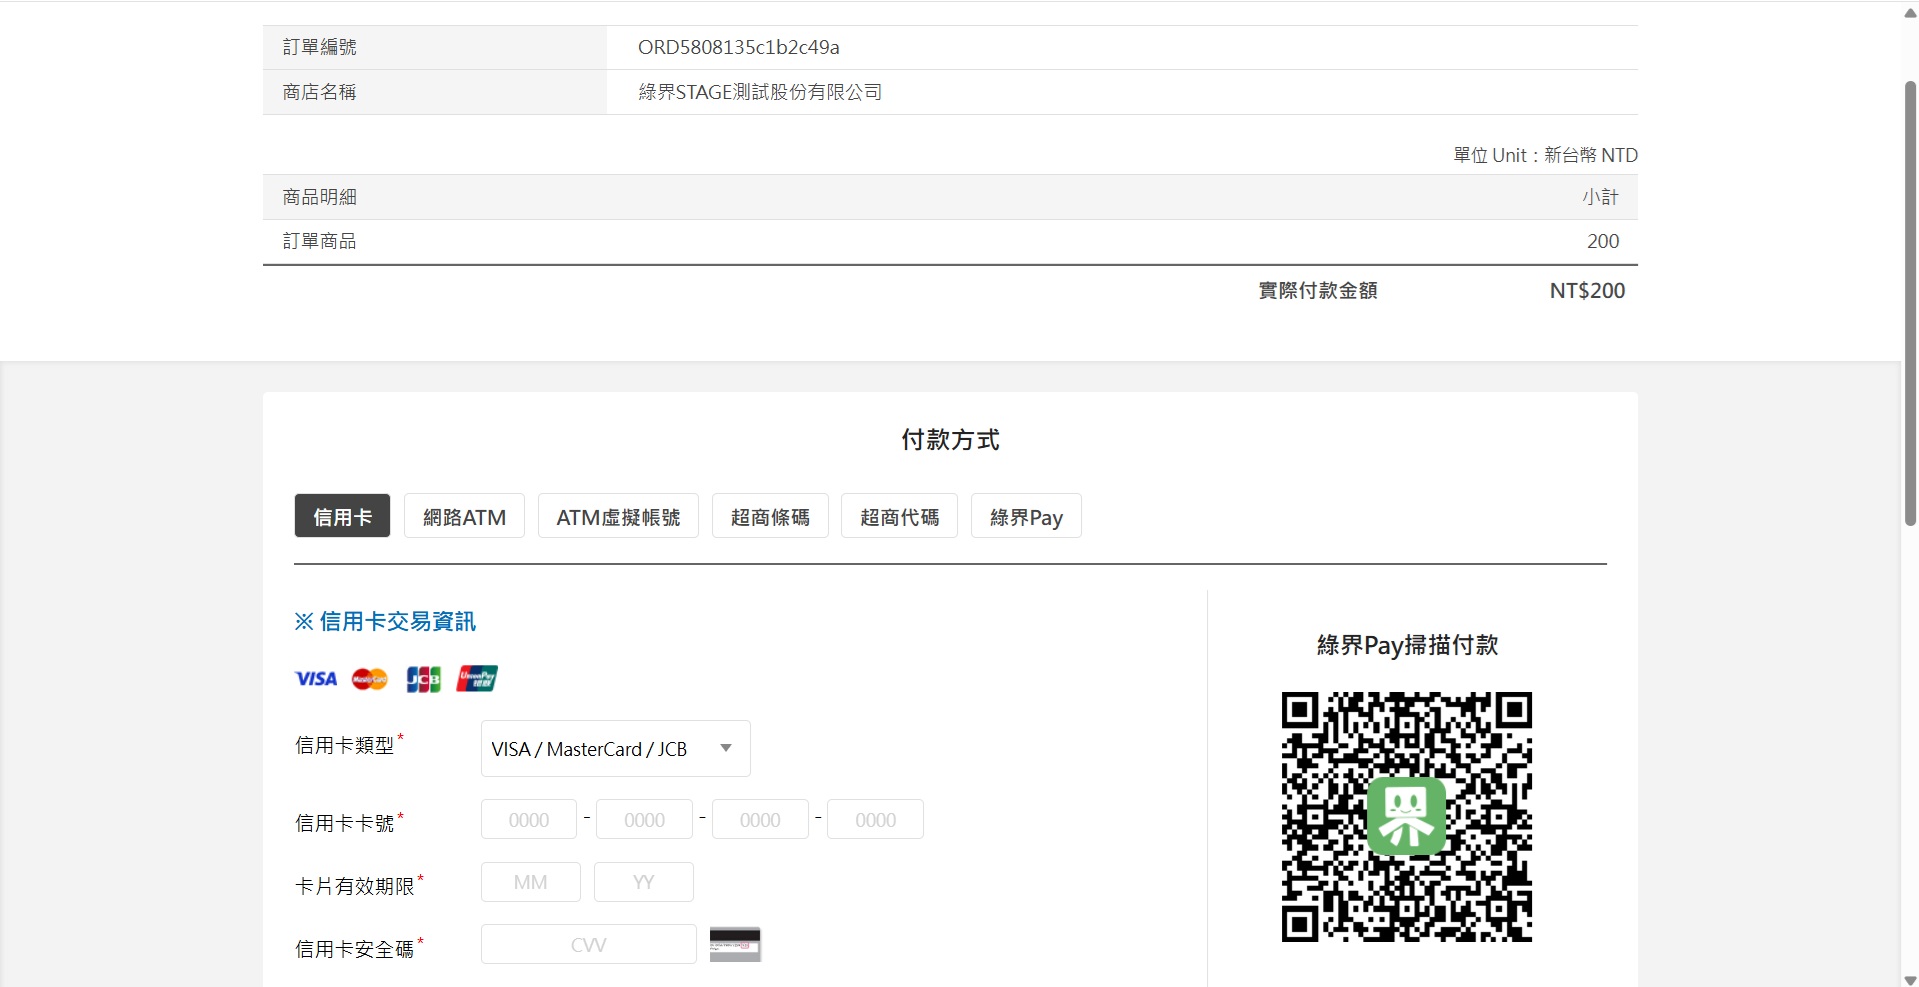 訂單編號 ORD5808135c1b2c49a
商店名稱 綠界STAGE測試股份有限公司
單位 Unit：新台幣 NTD
商品明細 小計
訂單商品 200
實際付款金額 NT$200
付款方式
信用卡 網路ATM ATM虛擬帳號 超商條碼 超商代碼 綠界Pay
※ 信用卡交易資訊
VISA MasterCard JCB UnionPay 银联
信用卡類型* VISA / MasterCard / JCB
信用卡卡號* 0000 - 0000 - 0000 - 0000
卡片有效期限* MM YY
信用卡安全碼* CVV
綠界Pay掃描付款
界